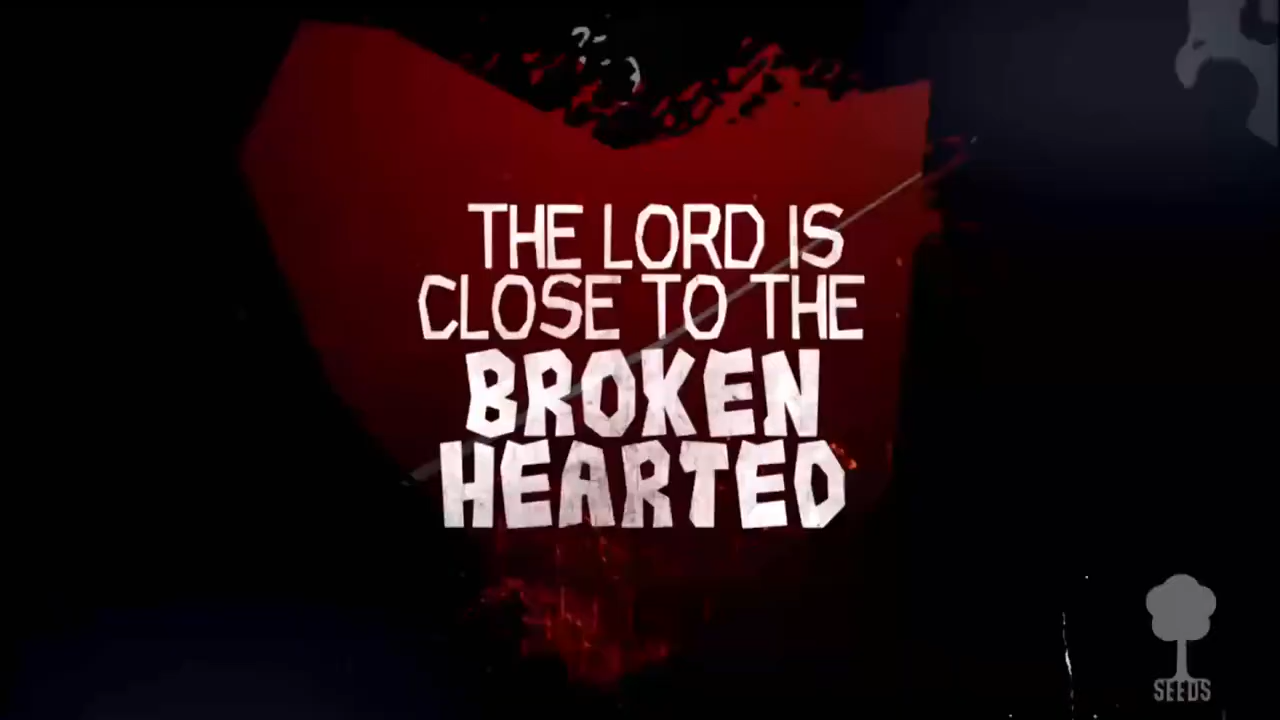 THE LORD IS
CLOSE TO THE
BROKEN
HEARTED
SEEDS